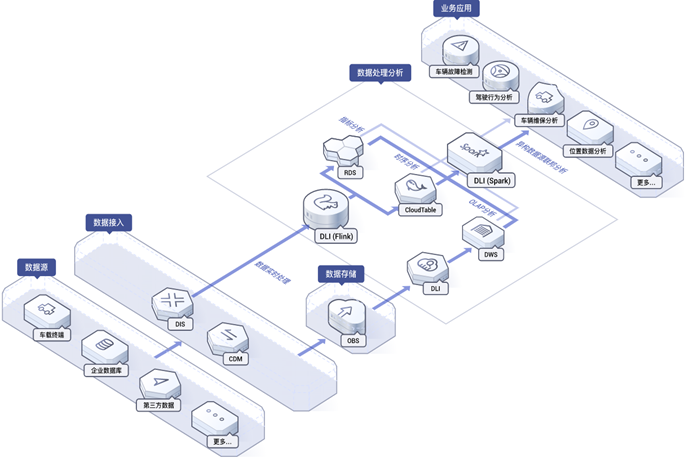 业务应用
车辆故障检测
驾驶行为分析
车辆维保分析
位置数据分析
更多...
数据处理分析
指标分析
RDS
时序分析
CloudTable
Spark
DLI (Spark)
异构数据源联邦分析
OLAP分析
DLI (Flink)
DWS
DLI
数据实时处理
数据接入
DIS
CDM
数据存储
OBS
数据源
车载终端
企业数据库
第三方数据
更多...